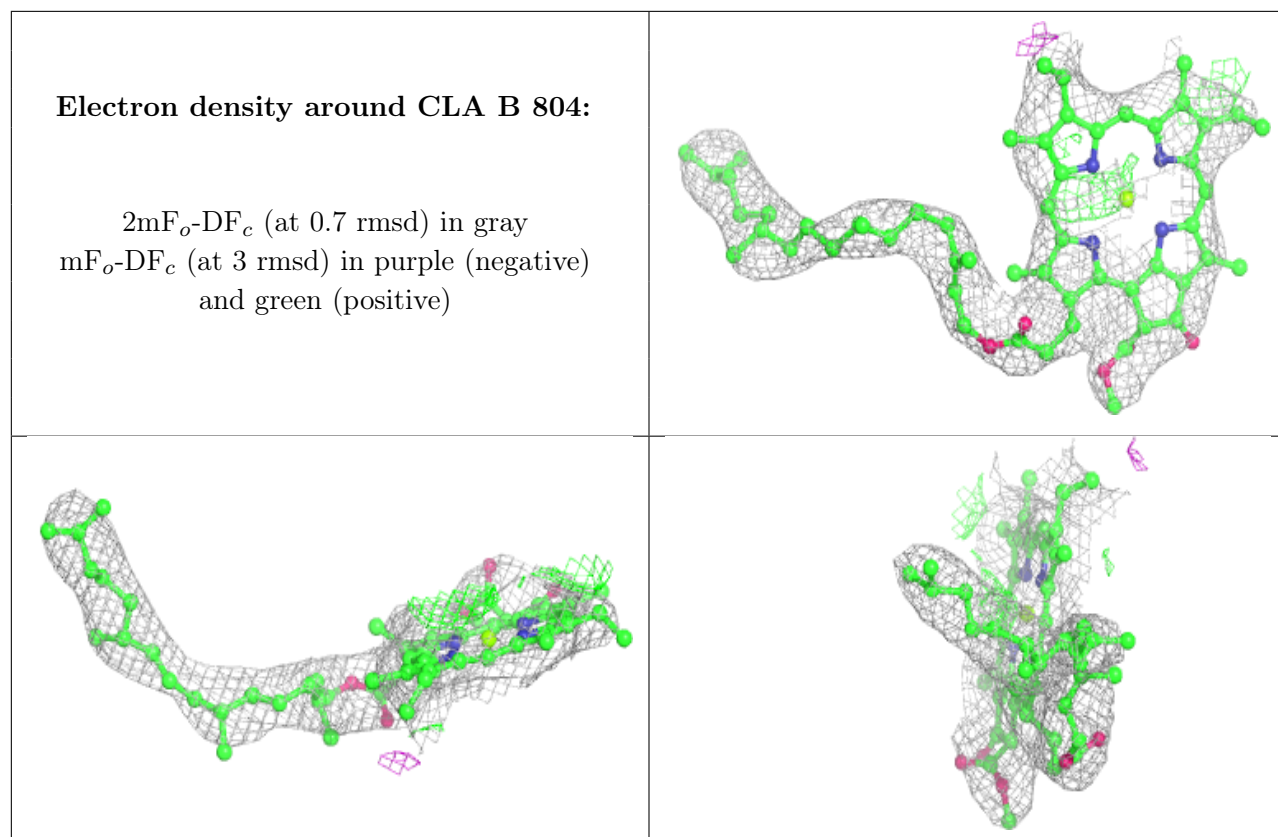 Electron density around CLA B 804:
2mFo-DFc (at 0.7 rmsd) in gray
mFo-DFc (at 3 rmsd) in purple (negative)
and green (positive)